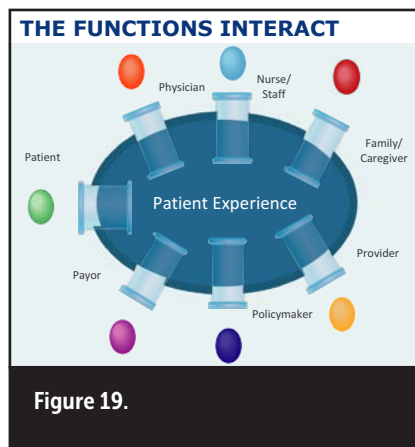 THE FUNCTIONS INTERACT
Nurse/
Staff
Physician
Family/
Caregiver
Patient
Patient Experience
Provider
Payor
Policymaker
Figure 19.